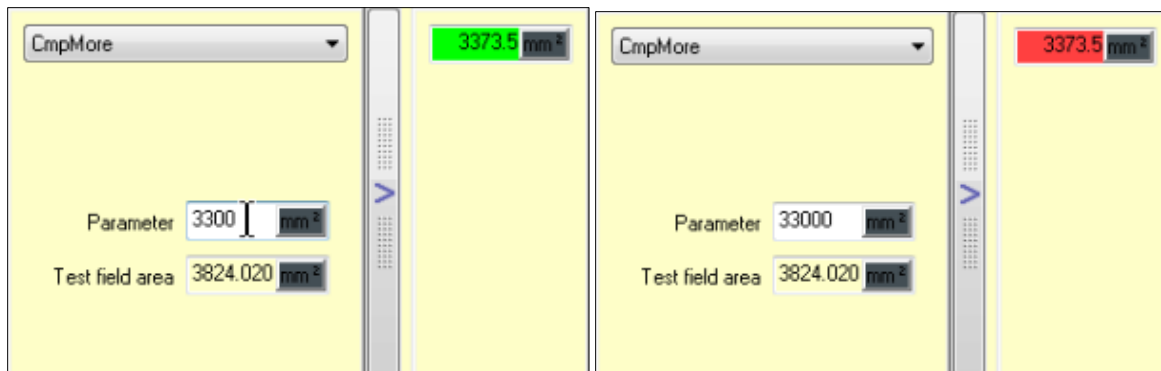 CmpMore
3373.5 mm²
Parameter 3300 mm²
Test field area 3824.020 mm²
CmpMore
3373.5 mm²
Parameter 33000 mm²
Test field area 3824.020 mm²